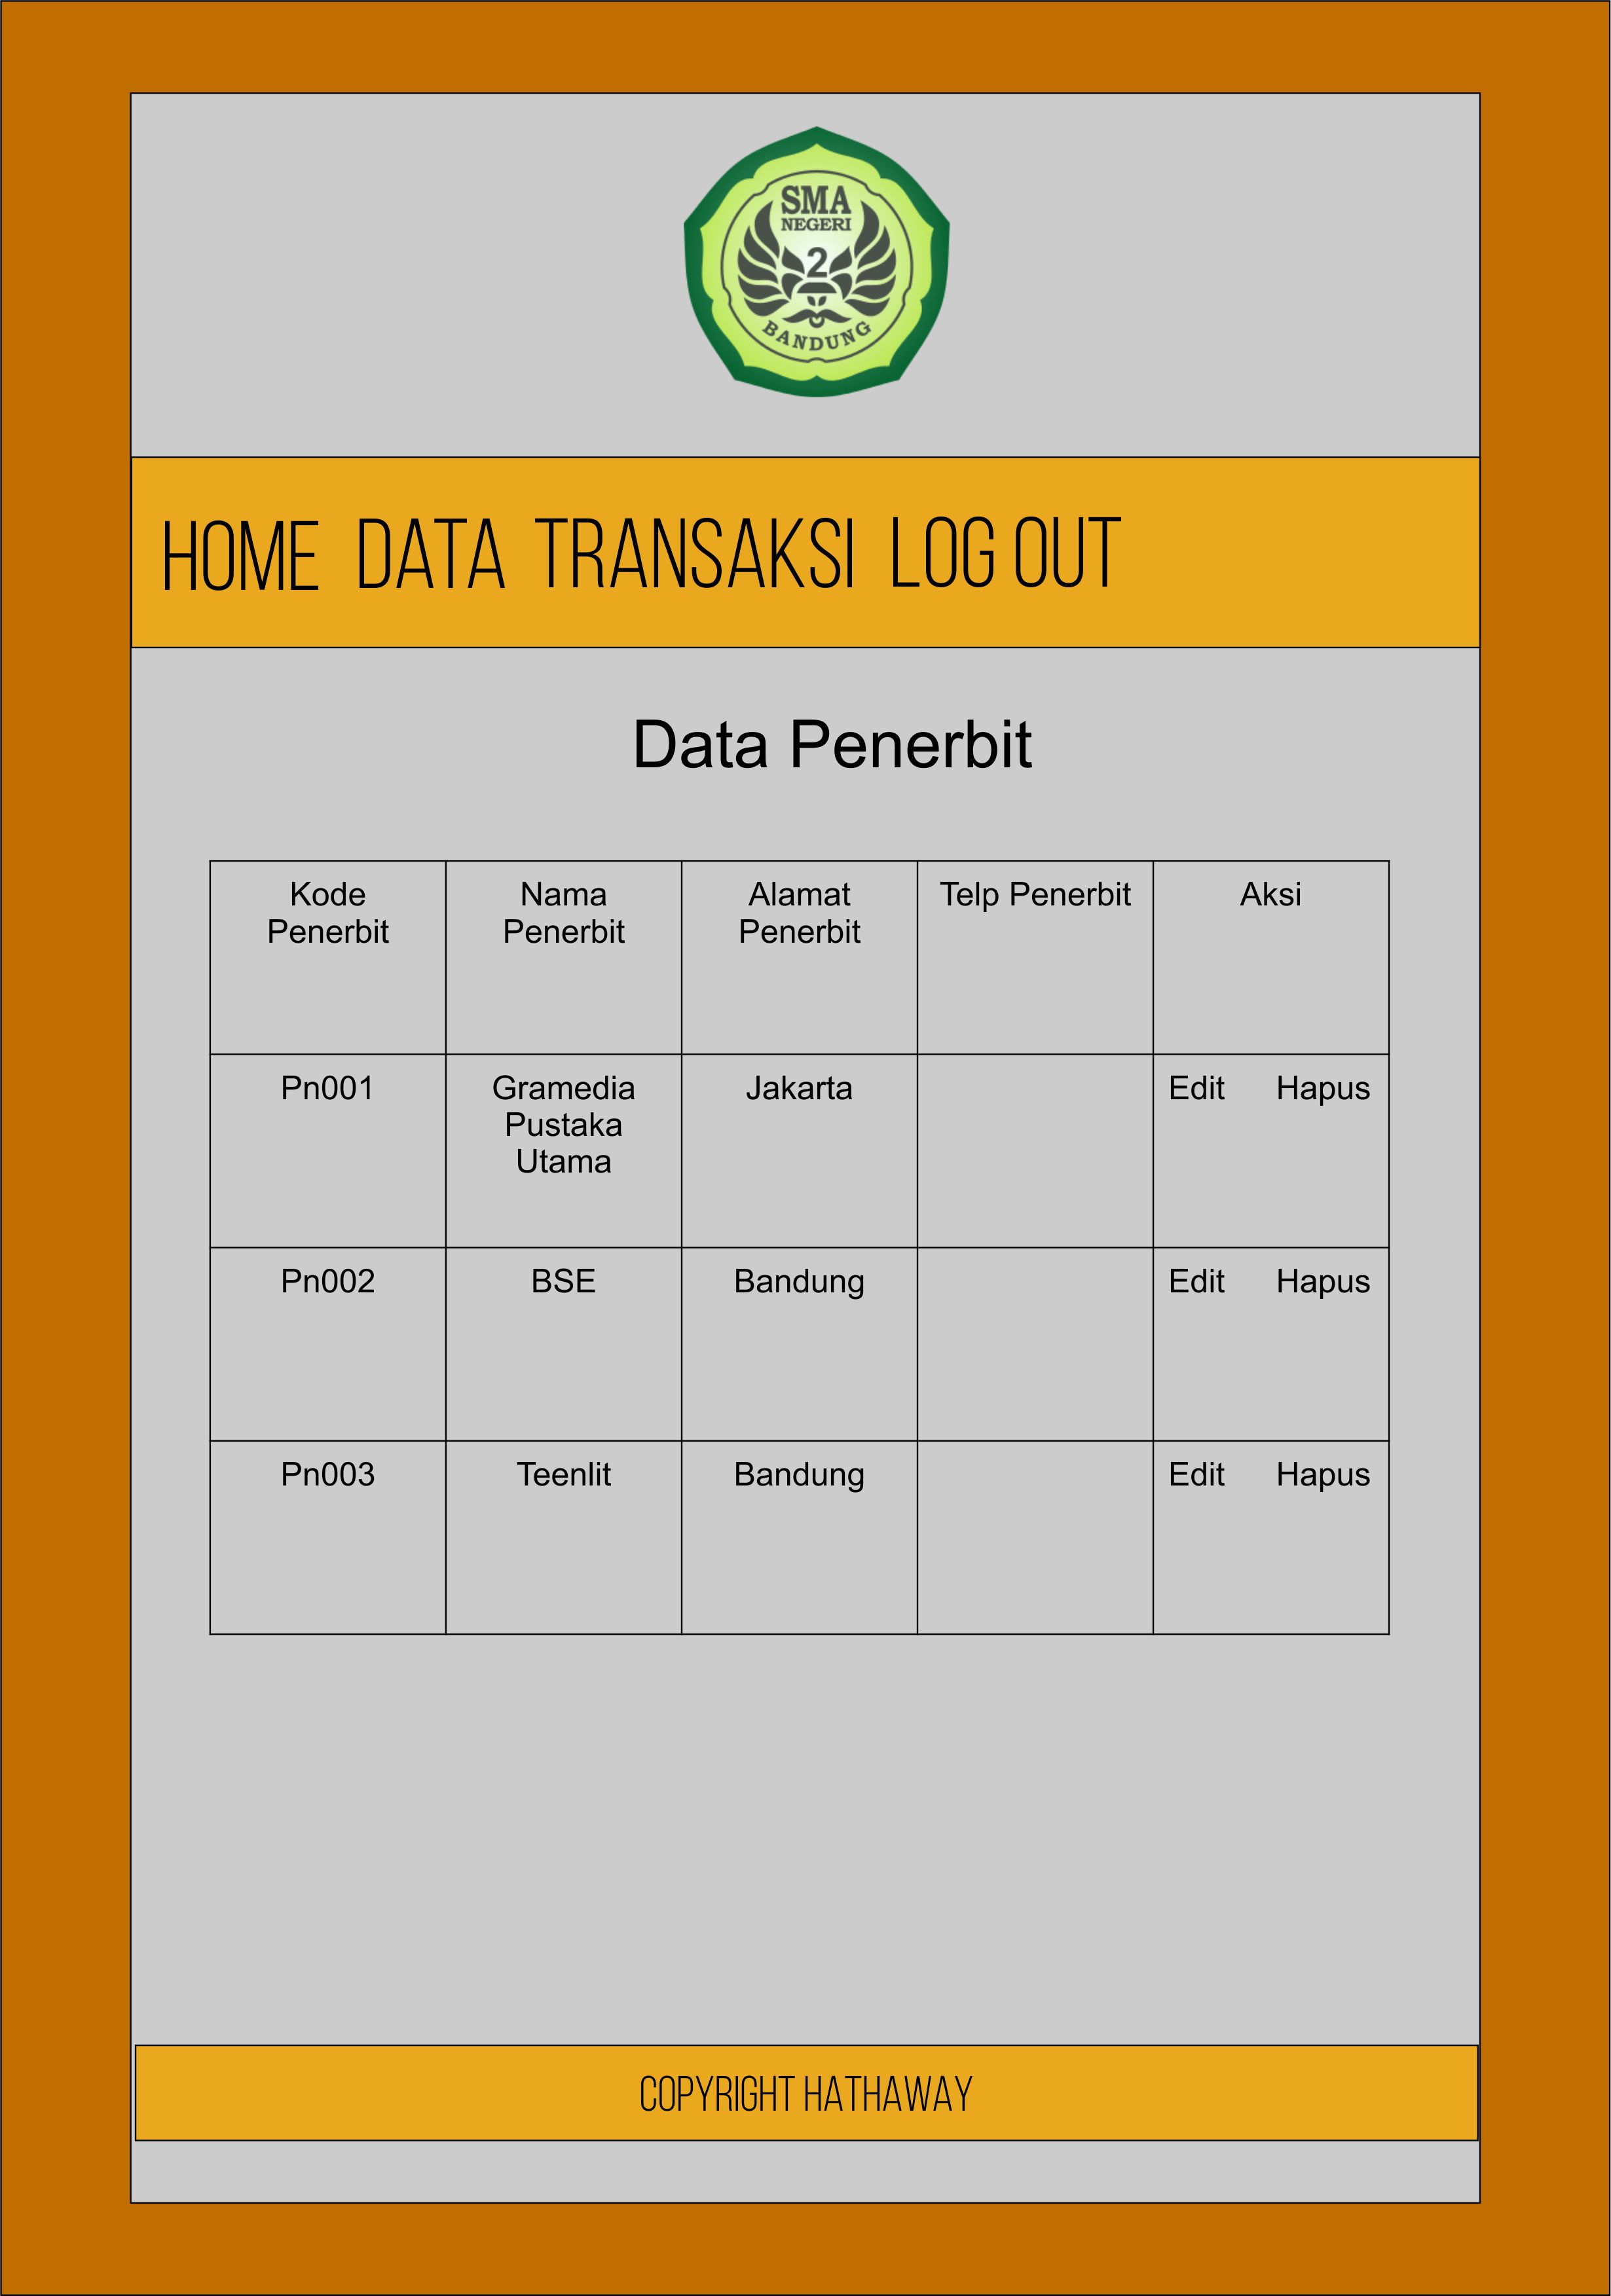 SMA
NEGERI
2
BANDUNG
HOME DATA TRANSAKSI LOG OUT
Data Penerbit
Kode Penerbit
Nama Penerbit
Alamat Penerbit
Telp Penerbit
Aksi
Pn001
Gramedia
Pustaka
Utama
Jakarta
Edit Hapus
Pn002
BSE
Bandung
Edit Hapus
Pn003
Teenlit
Bandung
Edit Hapus
COPYRIGHT HATHAWAY